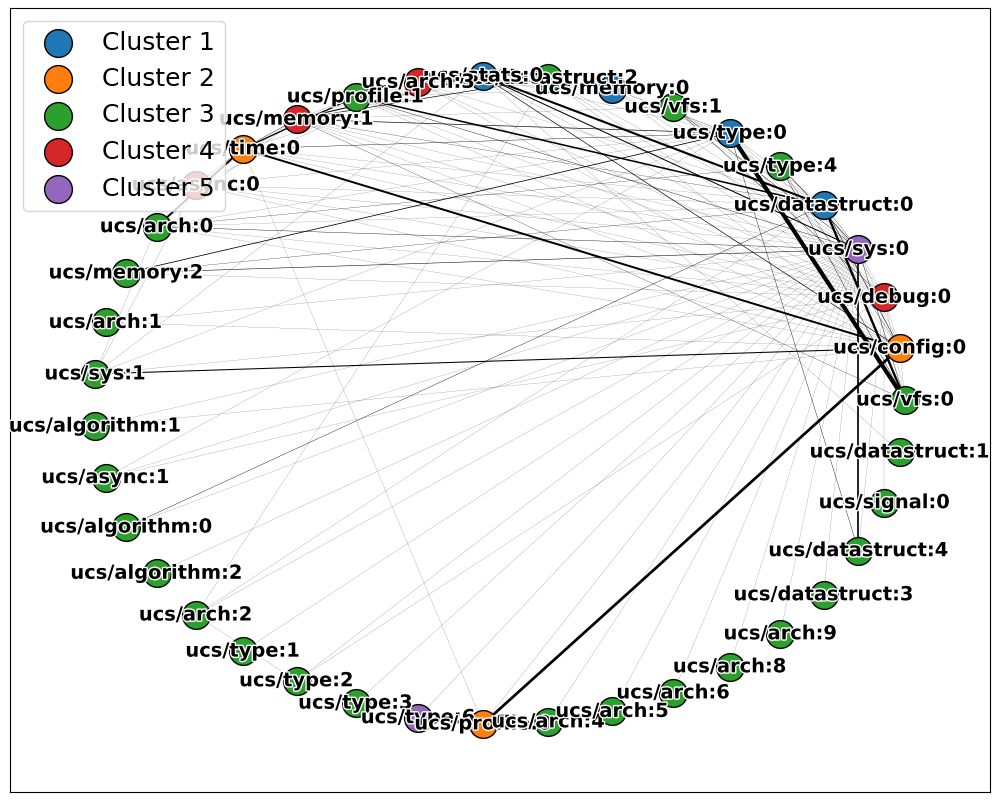 Cluster 1
Cluster 2
Cluster 3
Cluster 4
Cluster 5
ucs/arch:3
ucs/stats:0
ucs/memory:0
ucs/profile:1
ucs/vfs:1
ucs/memory:1
ucs/type:0
ucs/time:0
ucs/type:4
ucs/async:0
ucs/datastruct:0
ucs/arch:0
ucs/sys:0
ucs/memory:2
ucs/debug:0
ucs/arch:1
ucs/config:0
ucs/sys:1
ucs/vfs:0
ucs/algorithm:1
ucs/datastruct:1
ucs/async:1
ucs/signal:0
ucs/algorithm:0
ucs/datastruct:4
ucs/algorithm:2
ucs/datastruct:3
ucs/arch:2
ucs/arch:9
ucs/type:1
ucs/arch:8
ucs/type:2
ucs/arch:6
ucs/type:3
ucs/arch:5
ucs/type:6
ucs/arch:4